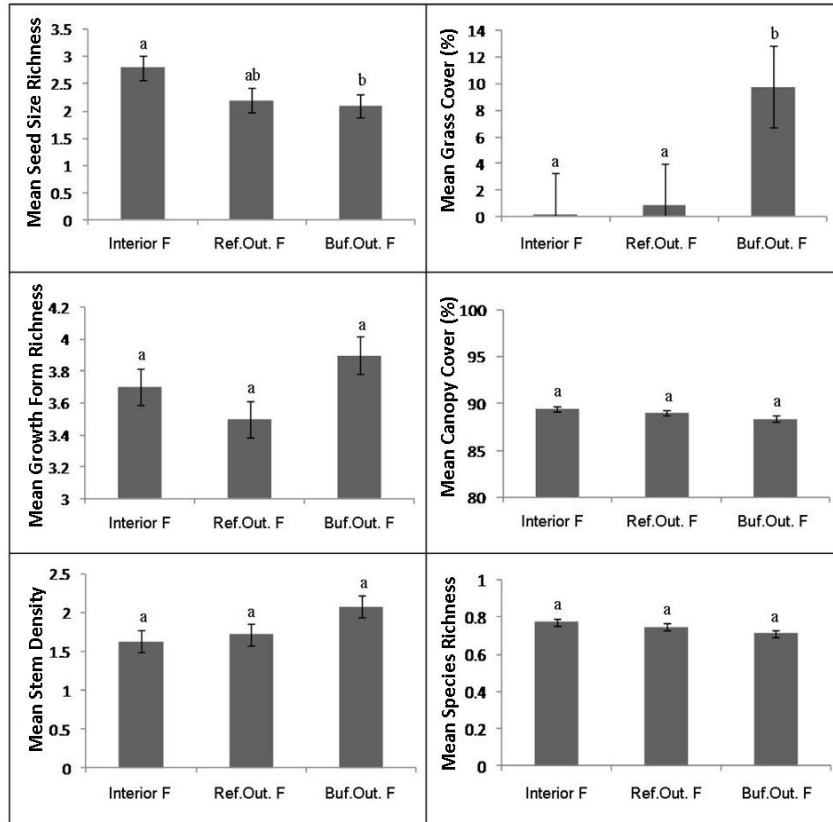 Mean Seed Size Richness
3.5
3
2.5
2
1.5
1
0.5
0
a
ab
b
Interior F
Ref.Out. F
Buf.Out. F
Mean Grass Cover (%)
14
12
10
8
6
4
2
0
a
a
b
Interior F
Ref.Out. F
Buf.Out. F
Mean Growth Form Richness
4.2
4
3.8
3.6
3.4
3.2
3
a
a
a
Interior F
Ref.Out. F
Buf.Out. F
Mean Canopy Cover (%)
100
95
90
85
80
a
a
a
Interior F
Ref.Out. F
Buf.Out. F
Mean Stem Density
2.5
2
1.5
1
0.5
0
a
a
a
Interior F
Ref.Out. F
Buf.Out. F
Mean Species Richness
1
0.8
0.6
0.4
0.2
0
a
a
a
Interior F
Ref.Out. F
Buf.Out. F